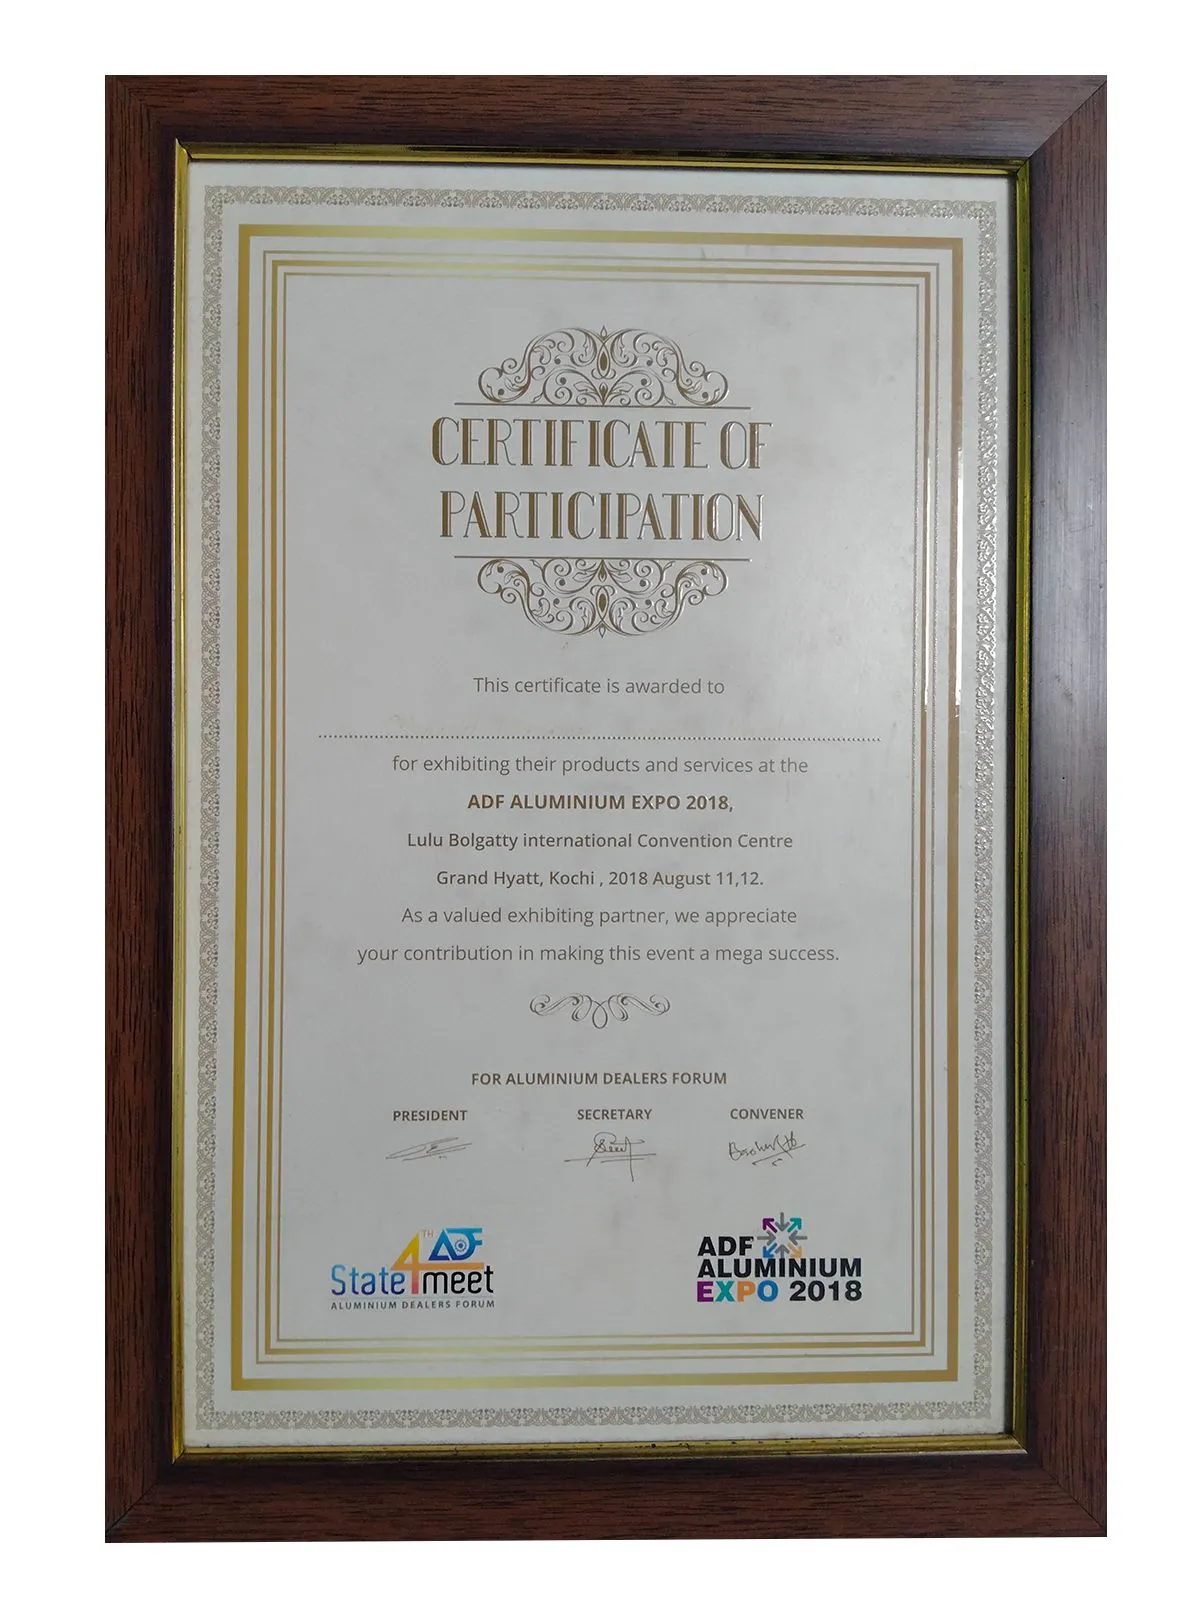 CERTIFICATE OF
PARTICIPATION
This certificate is awarded to
for exhibiting their products and services at the
ADF ALUMINIUM EXPO 2018,
Lulu Bolgatty international Convention Centre
Grand Hyatt, Kochi , 2018 August 11,12.
As a valued exhibiting partner, we appreciate
your contribution in making this event a mega success.
FOR ALUMINIUM DEALERS FORUM
PRESIDENT SECRETARY CONVENER
4TH ADF
State meet
ALUMINIUM DEALERS FORUM
ADF
ALUMINIUM
EXPO 2018